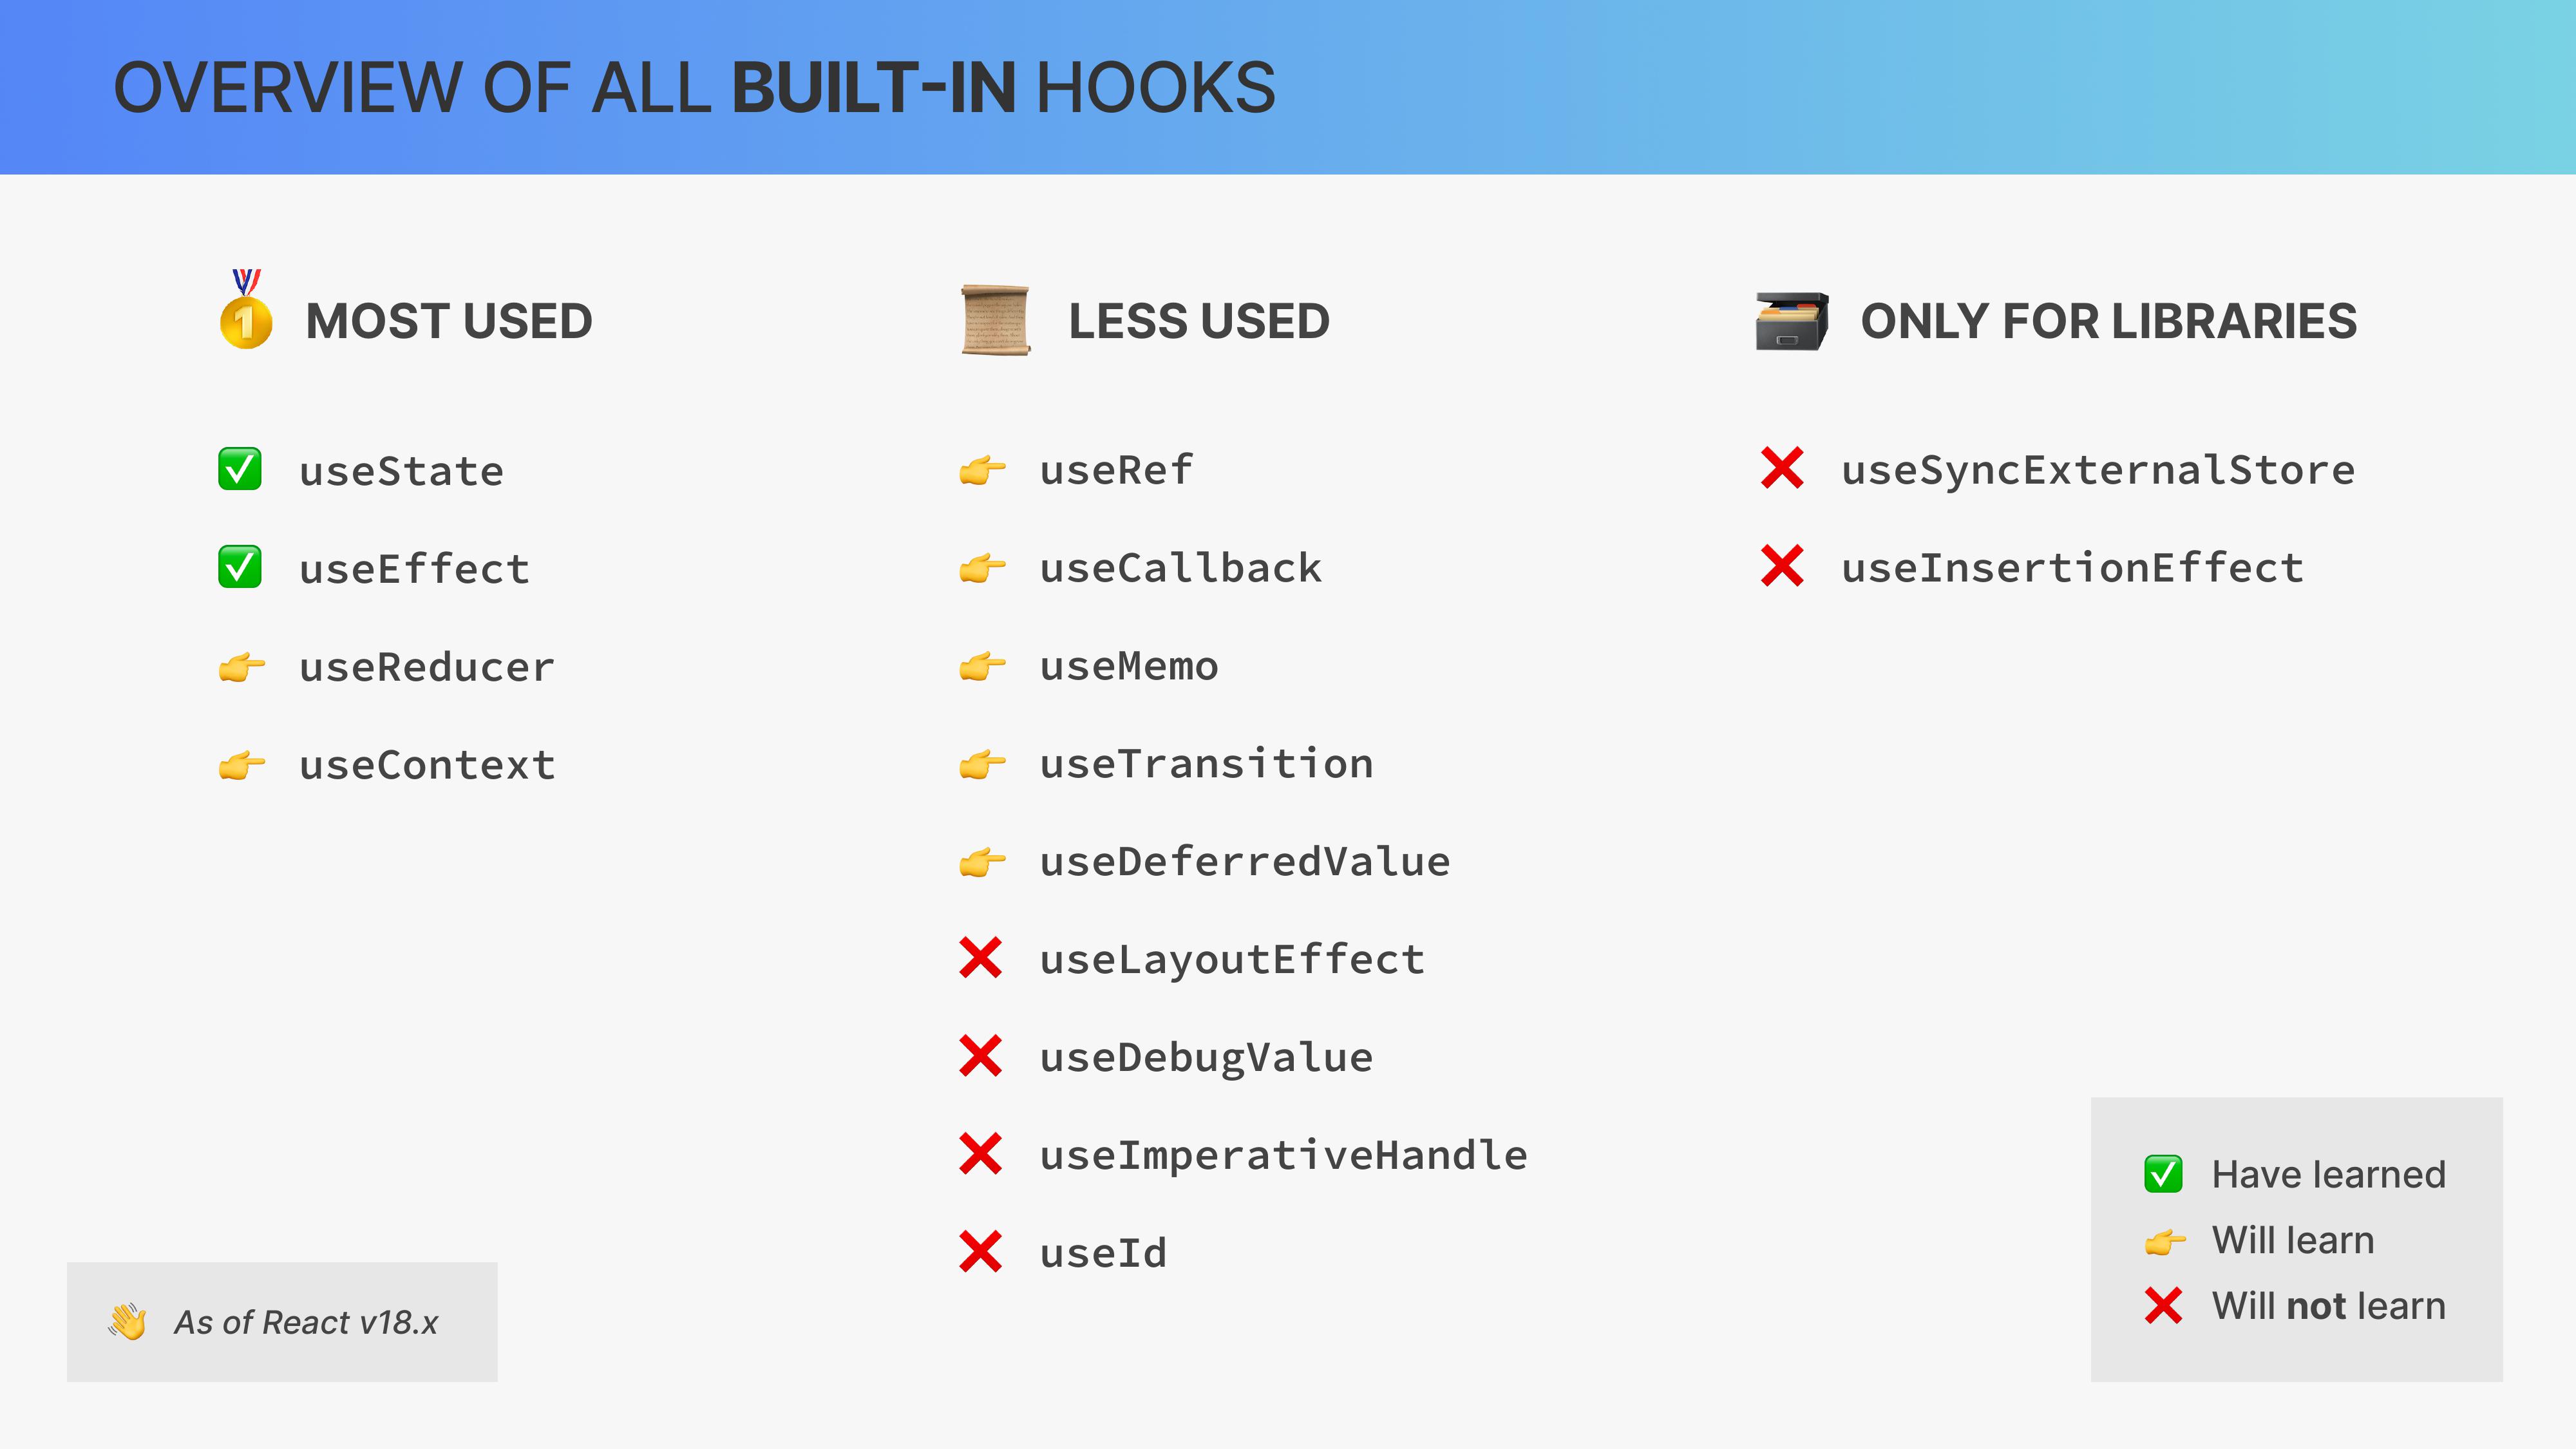 OVERVIEW OF ALL BUILT-IN HOOKS
MOST USED
useState
useEffect
useReducer
useContext
LESS USED
useRef
useCallback
useMemo
useTransition
useDeferredValue
useLayoutEffect
useDebugValue
useImperativeHandle
useId
ONLY FOR LIBRARIES
useSyncExternalStore
useInsertionEffect
As of React v18.x
Have learned
Will learn
Will not learn